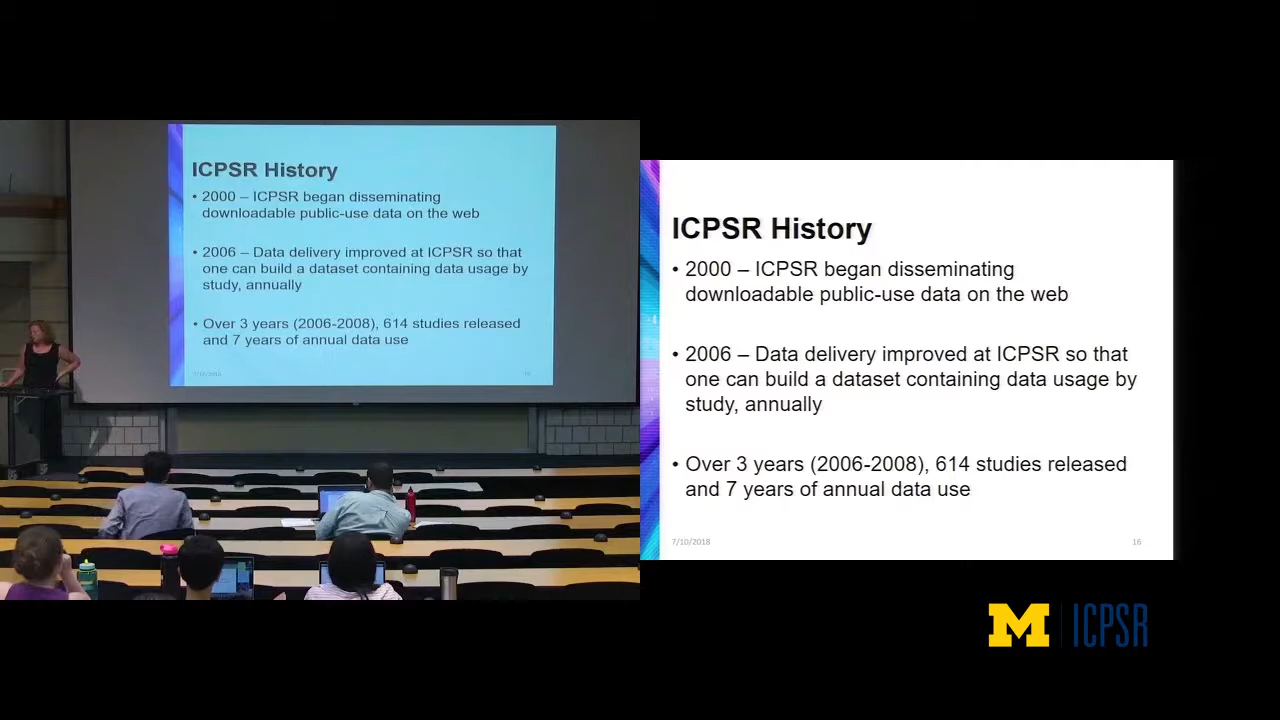 ICPSR History
• 2000 – ICPSR began disseminating
downloadable public-use data on the web
• 2006 – Data delivery improved at ICPSR so that
one can build a dataset containing data usage by
study, annually
• Over 3 years (2006-2008), 614 studies released
and 7 years of annual data use
7/10/2018
16
ICPSR History
• 2000 – ICPSR began disseminating
downloadable public-use data on the web
• 2006 – Data delivery improved at ICPSR so that
one can build a dataset containing data usage by
study, annually
• Over 3 years (2006-2008), 614 studies released
and 7 years of annual data use
7/10/2018
16
M ICPSR